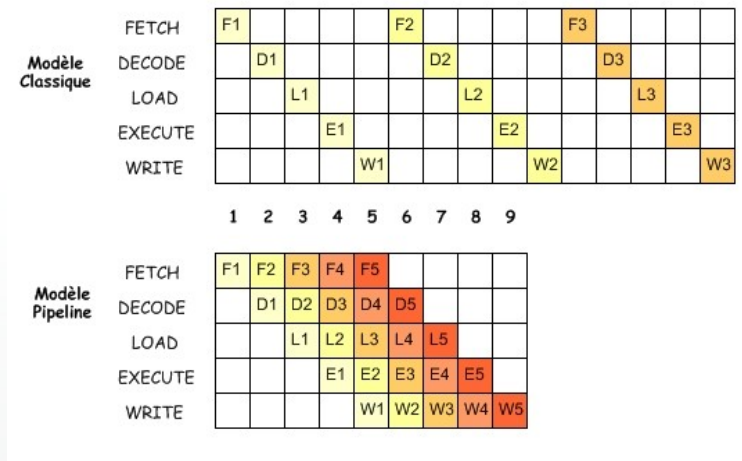 FETCH F1 F2 F3
Modèle Classique
DECODE D1 D2 D3
LOAD L1 L2 L3
EXECUTE E1 E2 E3
WRITE W1 W2 W3
1 2 3 4 5 6 7 8 9
FETCH F1 F2 F3 F4 F5
Modèle Pipeline
DECODE D1 D2 D3 D4 D5
LOAD L1 L2 L3 L4 L5
EXECUTE E1 E2 E3 E4 E5
WRITE W1 W2 W3 W4 W5